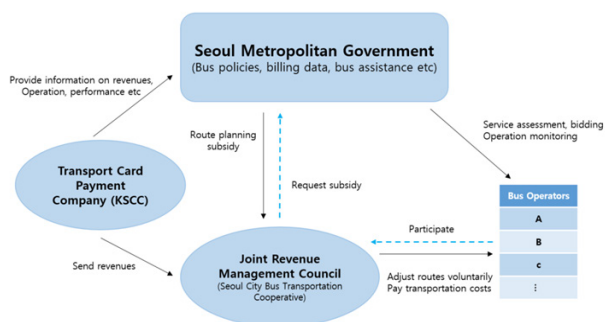 Seoul Metropolitan Government
(Bus policies, billing data, bus assistance etc)
Provide information on revenues,
Operation, performance etc
Route planning
subsidy
Request subsidy
Service assessment, bidding
Operation monitoring
Transport Card
Payment
Company (KSCC)
Send revenues
Joint Revenue
Management Council
(Seoul City Bus Transportation
Cooperative)
Participate
Adjust routes voluntarily
Pay transportation costs
Bus Operators
A
B
c
⋮